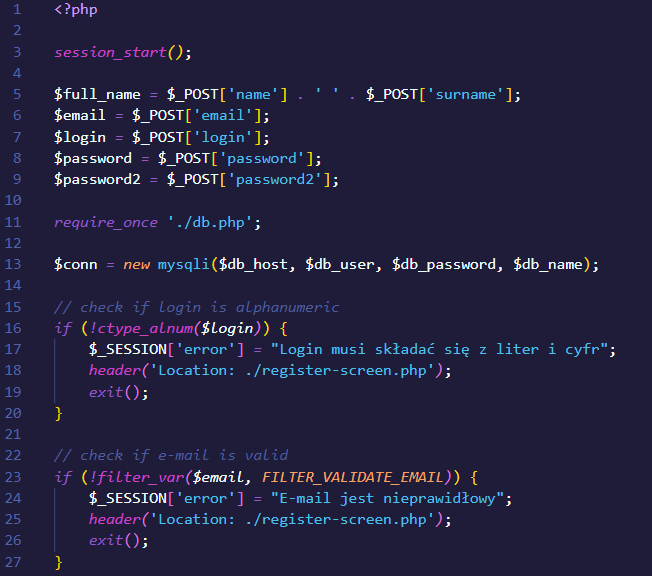 1 <?php
2
3 session_start();
4
5 $full_name = $_POST['name'] . ' ' . $_POST['surname'];
6 $email = $_POST['email'];
7 $login = $_POST['login'];
8 $password = $_POST['password'];
9 $password2 = $_POST['password2'];
10
11 require_once './db.php';
12
13 $conn = new mysqli($db_host, $db_user, $db_password, $db_name);
14
15 // check if login is alphanumeric
16 if (!ctype_alnum($login)) {
17     $_SESSION['error'] = "Login musi składać się z liter i cyfr";
18     header('Location: ./register-screen.php');
19     exit();
20 }
21
22 // check if e-mail is valid
23 if (!filter_var($email, FILTER_VALIDATE_EMAIL)) {
24     $_SESSION['error'] = "E-mail jest nieprawidłowy";
25     header('Location: ./register-screen.php');
26     exit();
27 }